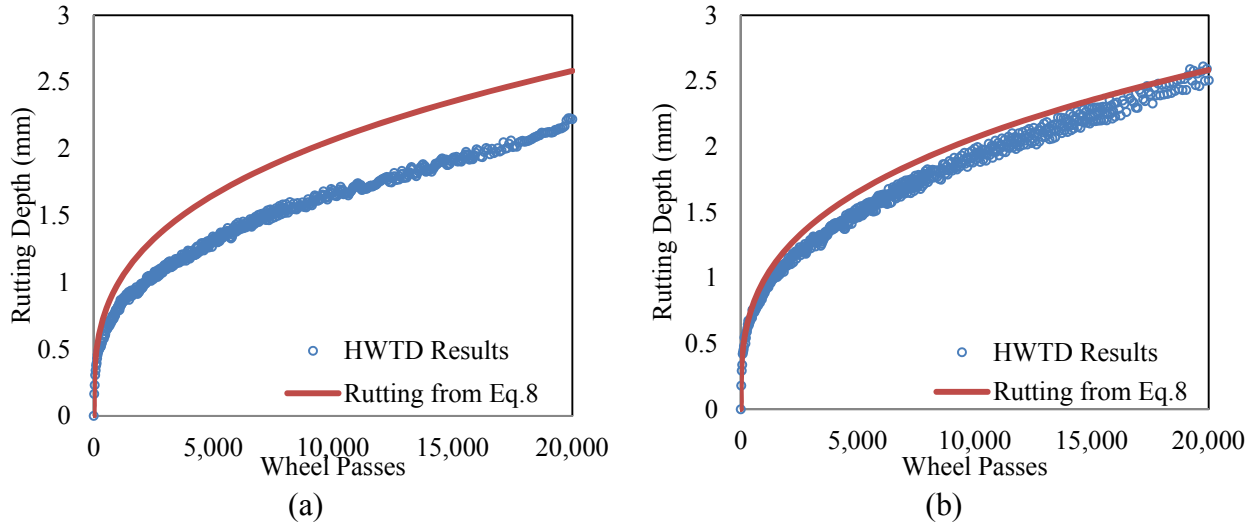 3
2.5
2
1.5
1
0.5
0
Rutting Depth (mm)
HWTD Results
Rutting from Eq.8
0
5,000
10,000
15,000
20,000
Wheel Passes
(a)
3
2.5
2
1.5
1
0.5
0
Rutting Depth (mm)
HWTD Results
Rutting from Eq.8
0
5,000
10,000
15,000
20,000
Wheel Passes
(b)